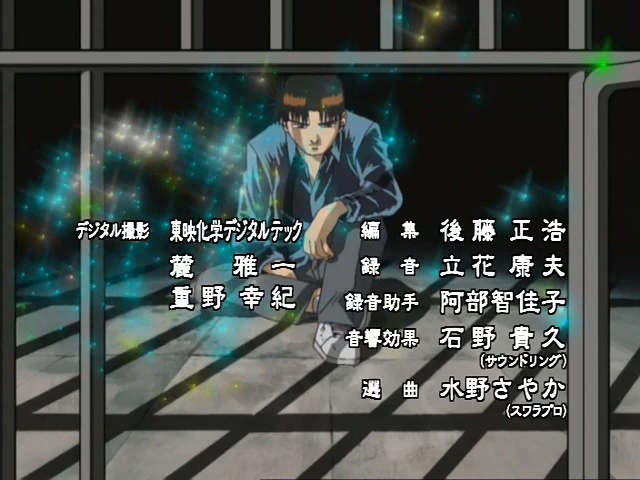 デジタル撮影 東映化学デジタルテック
麓 雅一
重野 幸紀
編集 後藤 正浩
録音 立花 康夫
録音助手 阿部智佳子
音響効果 石野 貴久
(サウンドリング)
選曲 水野さやか
(スワラプロ)